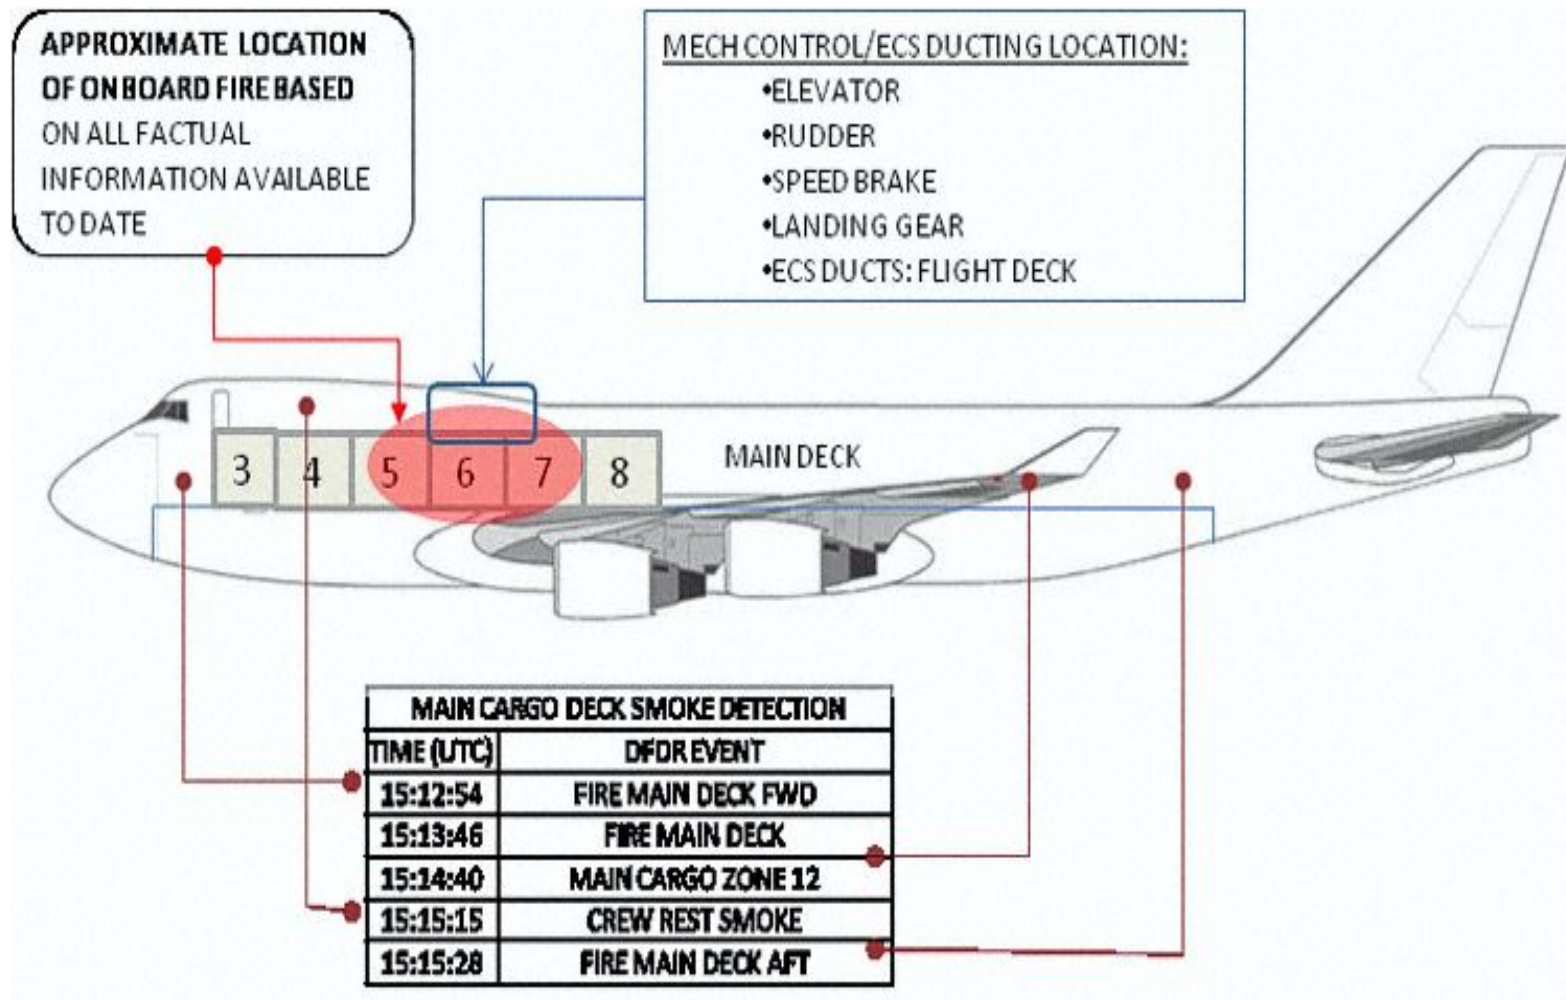 APPROXIMATE LOCATION
OF ONBOARD FIRE BASED
ON ALL FACTUAL
INFORMATION AVAILABLE
TO DATE
MECH CONTROL/ECS DUCTING LOCATION:
•ELEVATOR
•RUDDER
•SPEED BRAKE
•LANDING GEAR
•ECS DUCTS: FLIGHT DECK
3 4 5 6 7 8
MAIN DECK
MAIN CARGO DECK SMOKE DETECTION
TIME (UTC) DFDR EVENT
15:12:54 FIRE MAIN DECK FWD
15:13:46 FIRE MAIN DECK
15:14:40 MAIN CARGO ZONE 12
15:15:15 CREW REST SMOKE
15:15:28 FIRE MAIN DECK AFT